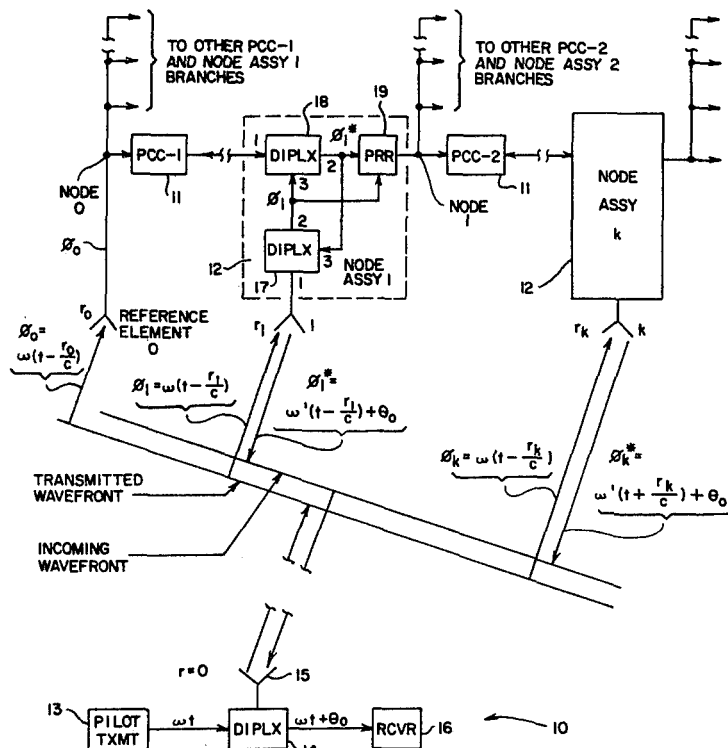 TO OTHER PCC-1
AND NODE ASSY 1
BRANCHES
TO OTHER PCC-2
AND NODE ASSY 2
BRANCHES
18
19
1
DIPLX
2
3
ø₁*
PRR
PCC-1
11
NODE
0
PCC-2
11
NODE
1
NODE
ASSY
k
12
ø₀
ø₁
2
DIPLX
3
1
12
17
NODE
ASSY 1
r₀
REFERENCE
ELEMENT
0
r₁
1
rₖ
k
ø₀=
ω(t-r₀/c)
ø₁=ω(t-r₁/c)
ø₁*=
ω'(t-r₁/c)+θ₀
øₖ=ω(t-rₖ/c)
øₖ*=
ω'(t+rₖ/c)+θ₀
TRANSMITTED
WAVEFRONT
INCOMING
WAVEFRONT
r=0
15
13
PILOT
TXMT
ωt
DIPLX
ωt+θ₀
RCVR
16
10